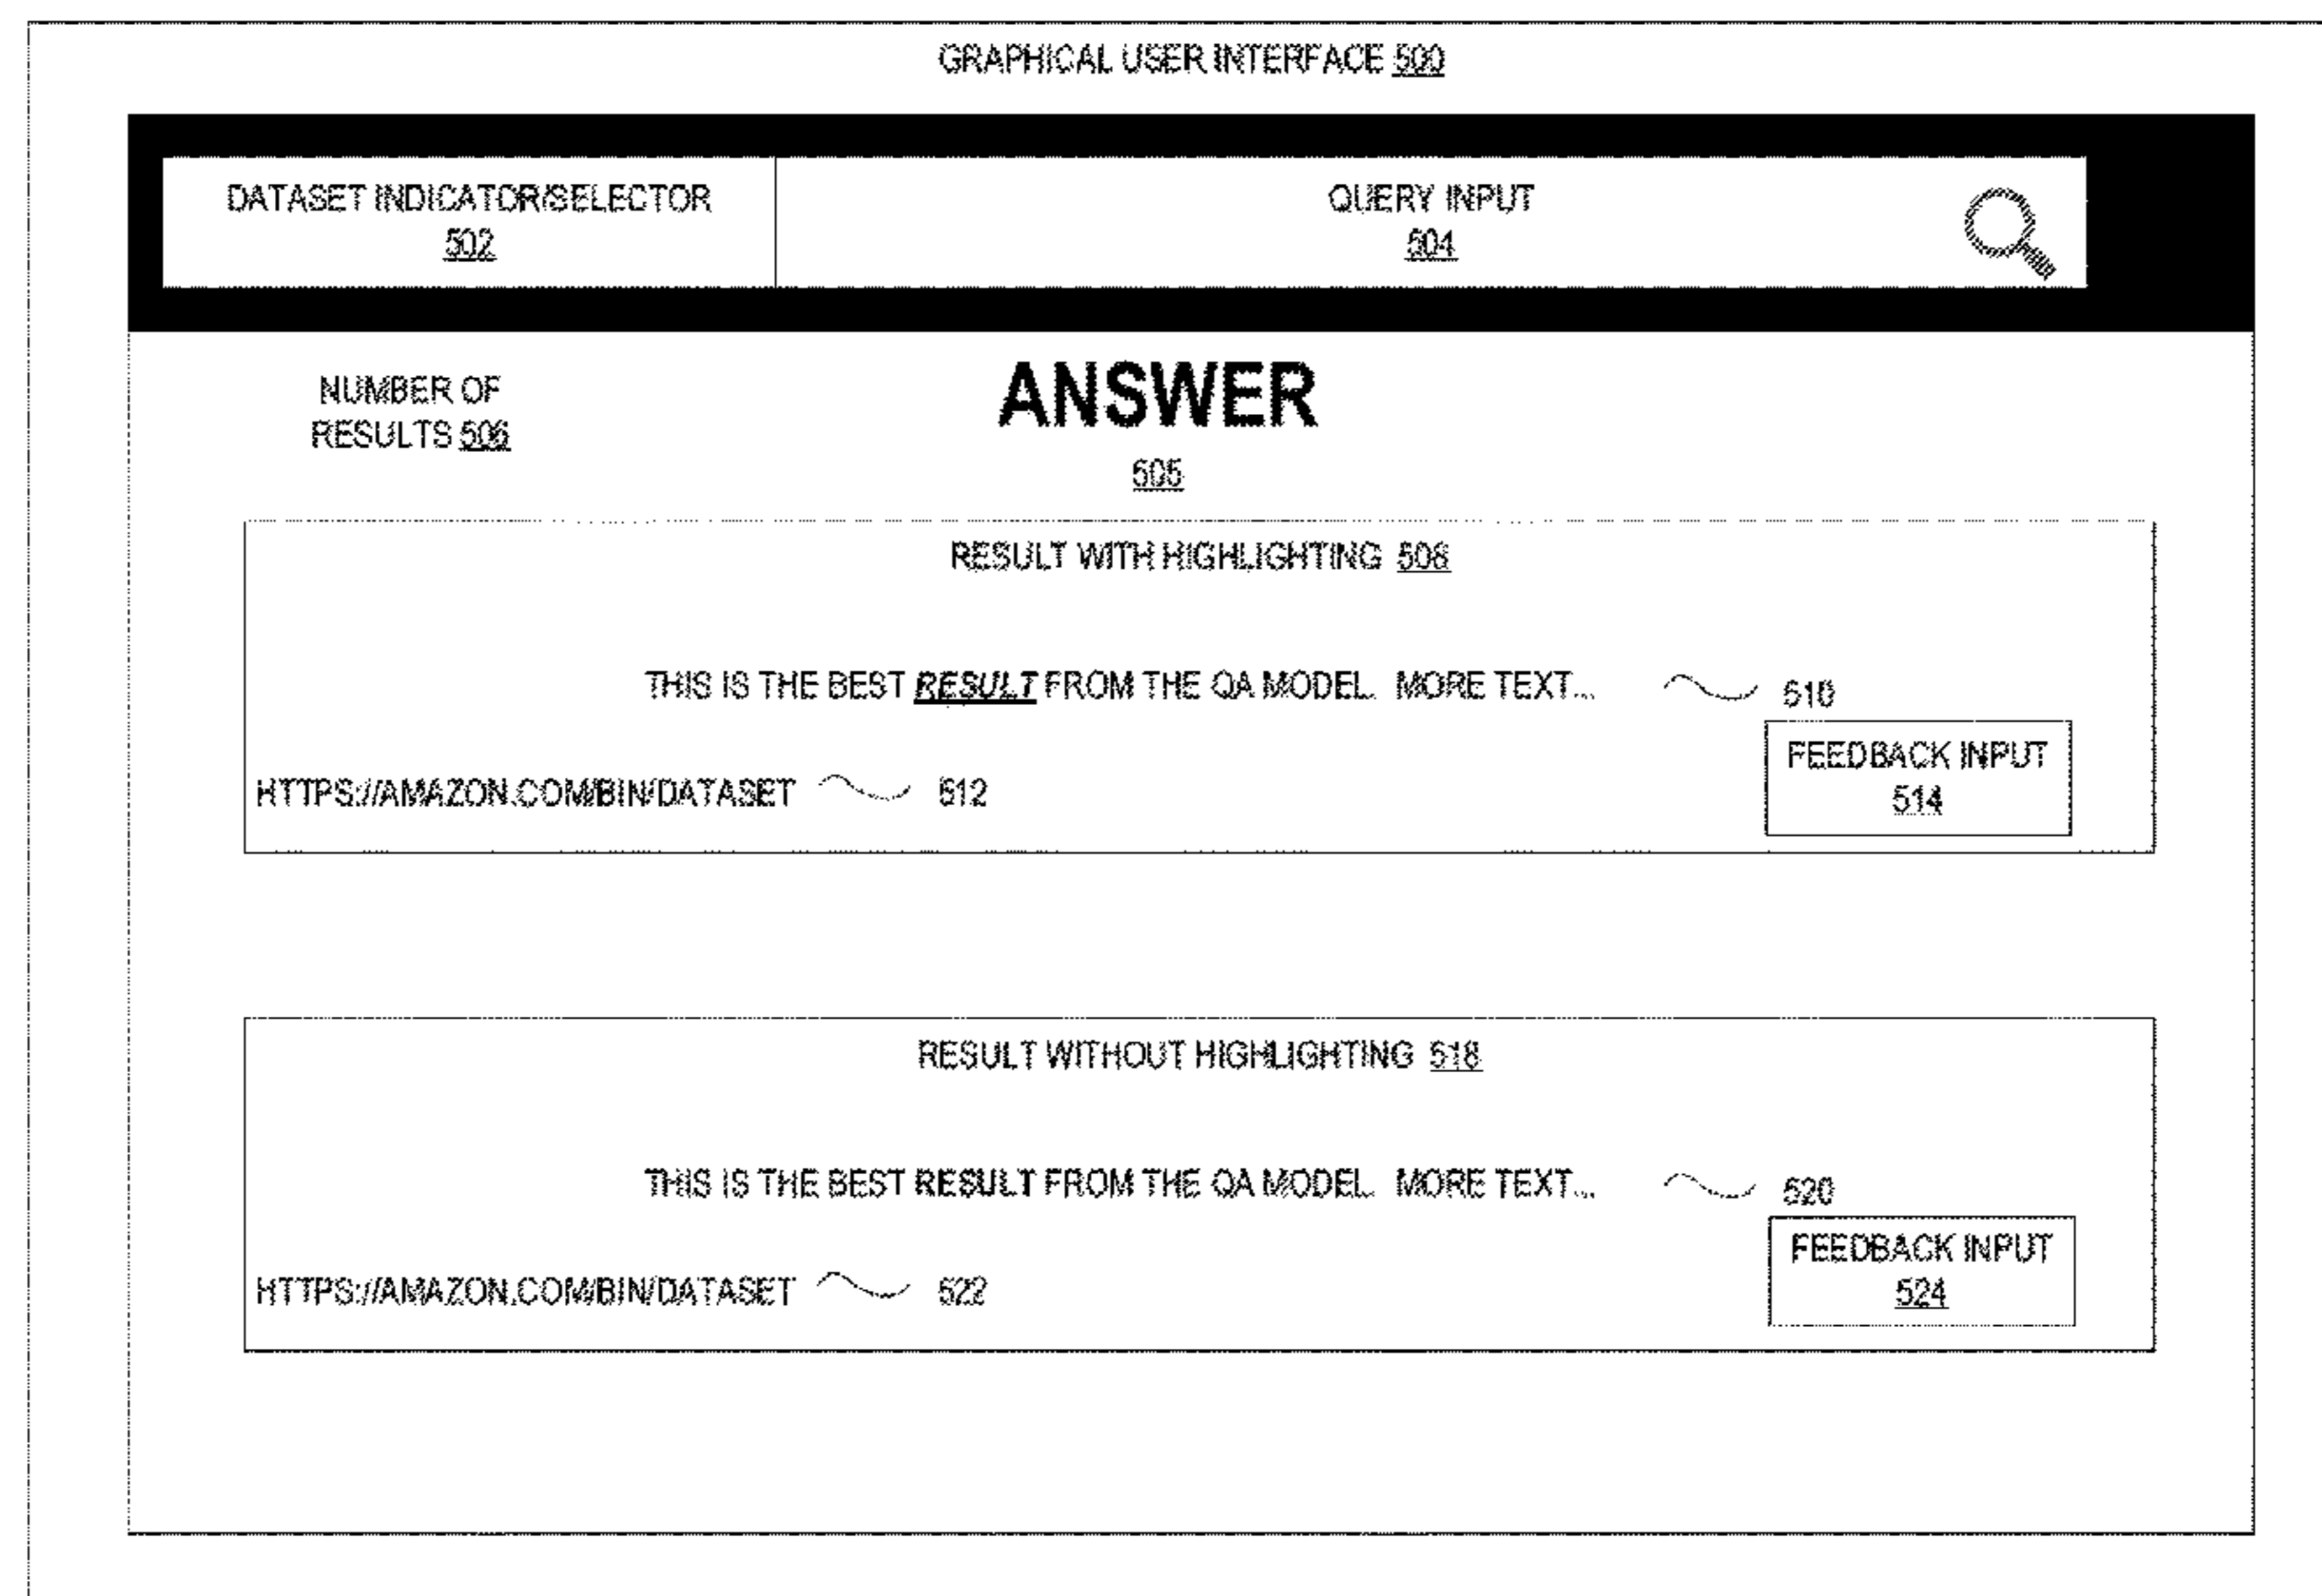 GRAPHICAL USER INTERFACE 500
DATASET INDICATOR/SELECTOR
502
QUERY INPUT
504
NUMBER OF
RESULTS 506
ANSWER
505
RESULT WITH HIGHLIGHTING 508
THIS IS THE BEST RESULT FROM THE QA MODEL. MORE TEXT... 510
FEEDBACK INPUT
514
HTTPS://AMAZON.COM/BIN/DATASET 512
RESULT WITHOUT HIGHLIGHTING 518
THIS IS THE BEST RESULT FROM THE QA MODEL. MORE TEXT... 520
FEEDBACK INPUT
524
HTTPS://AMAZON.COM/BIN/DATASET 522